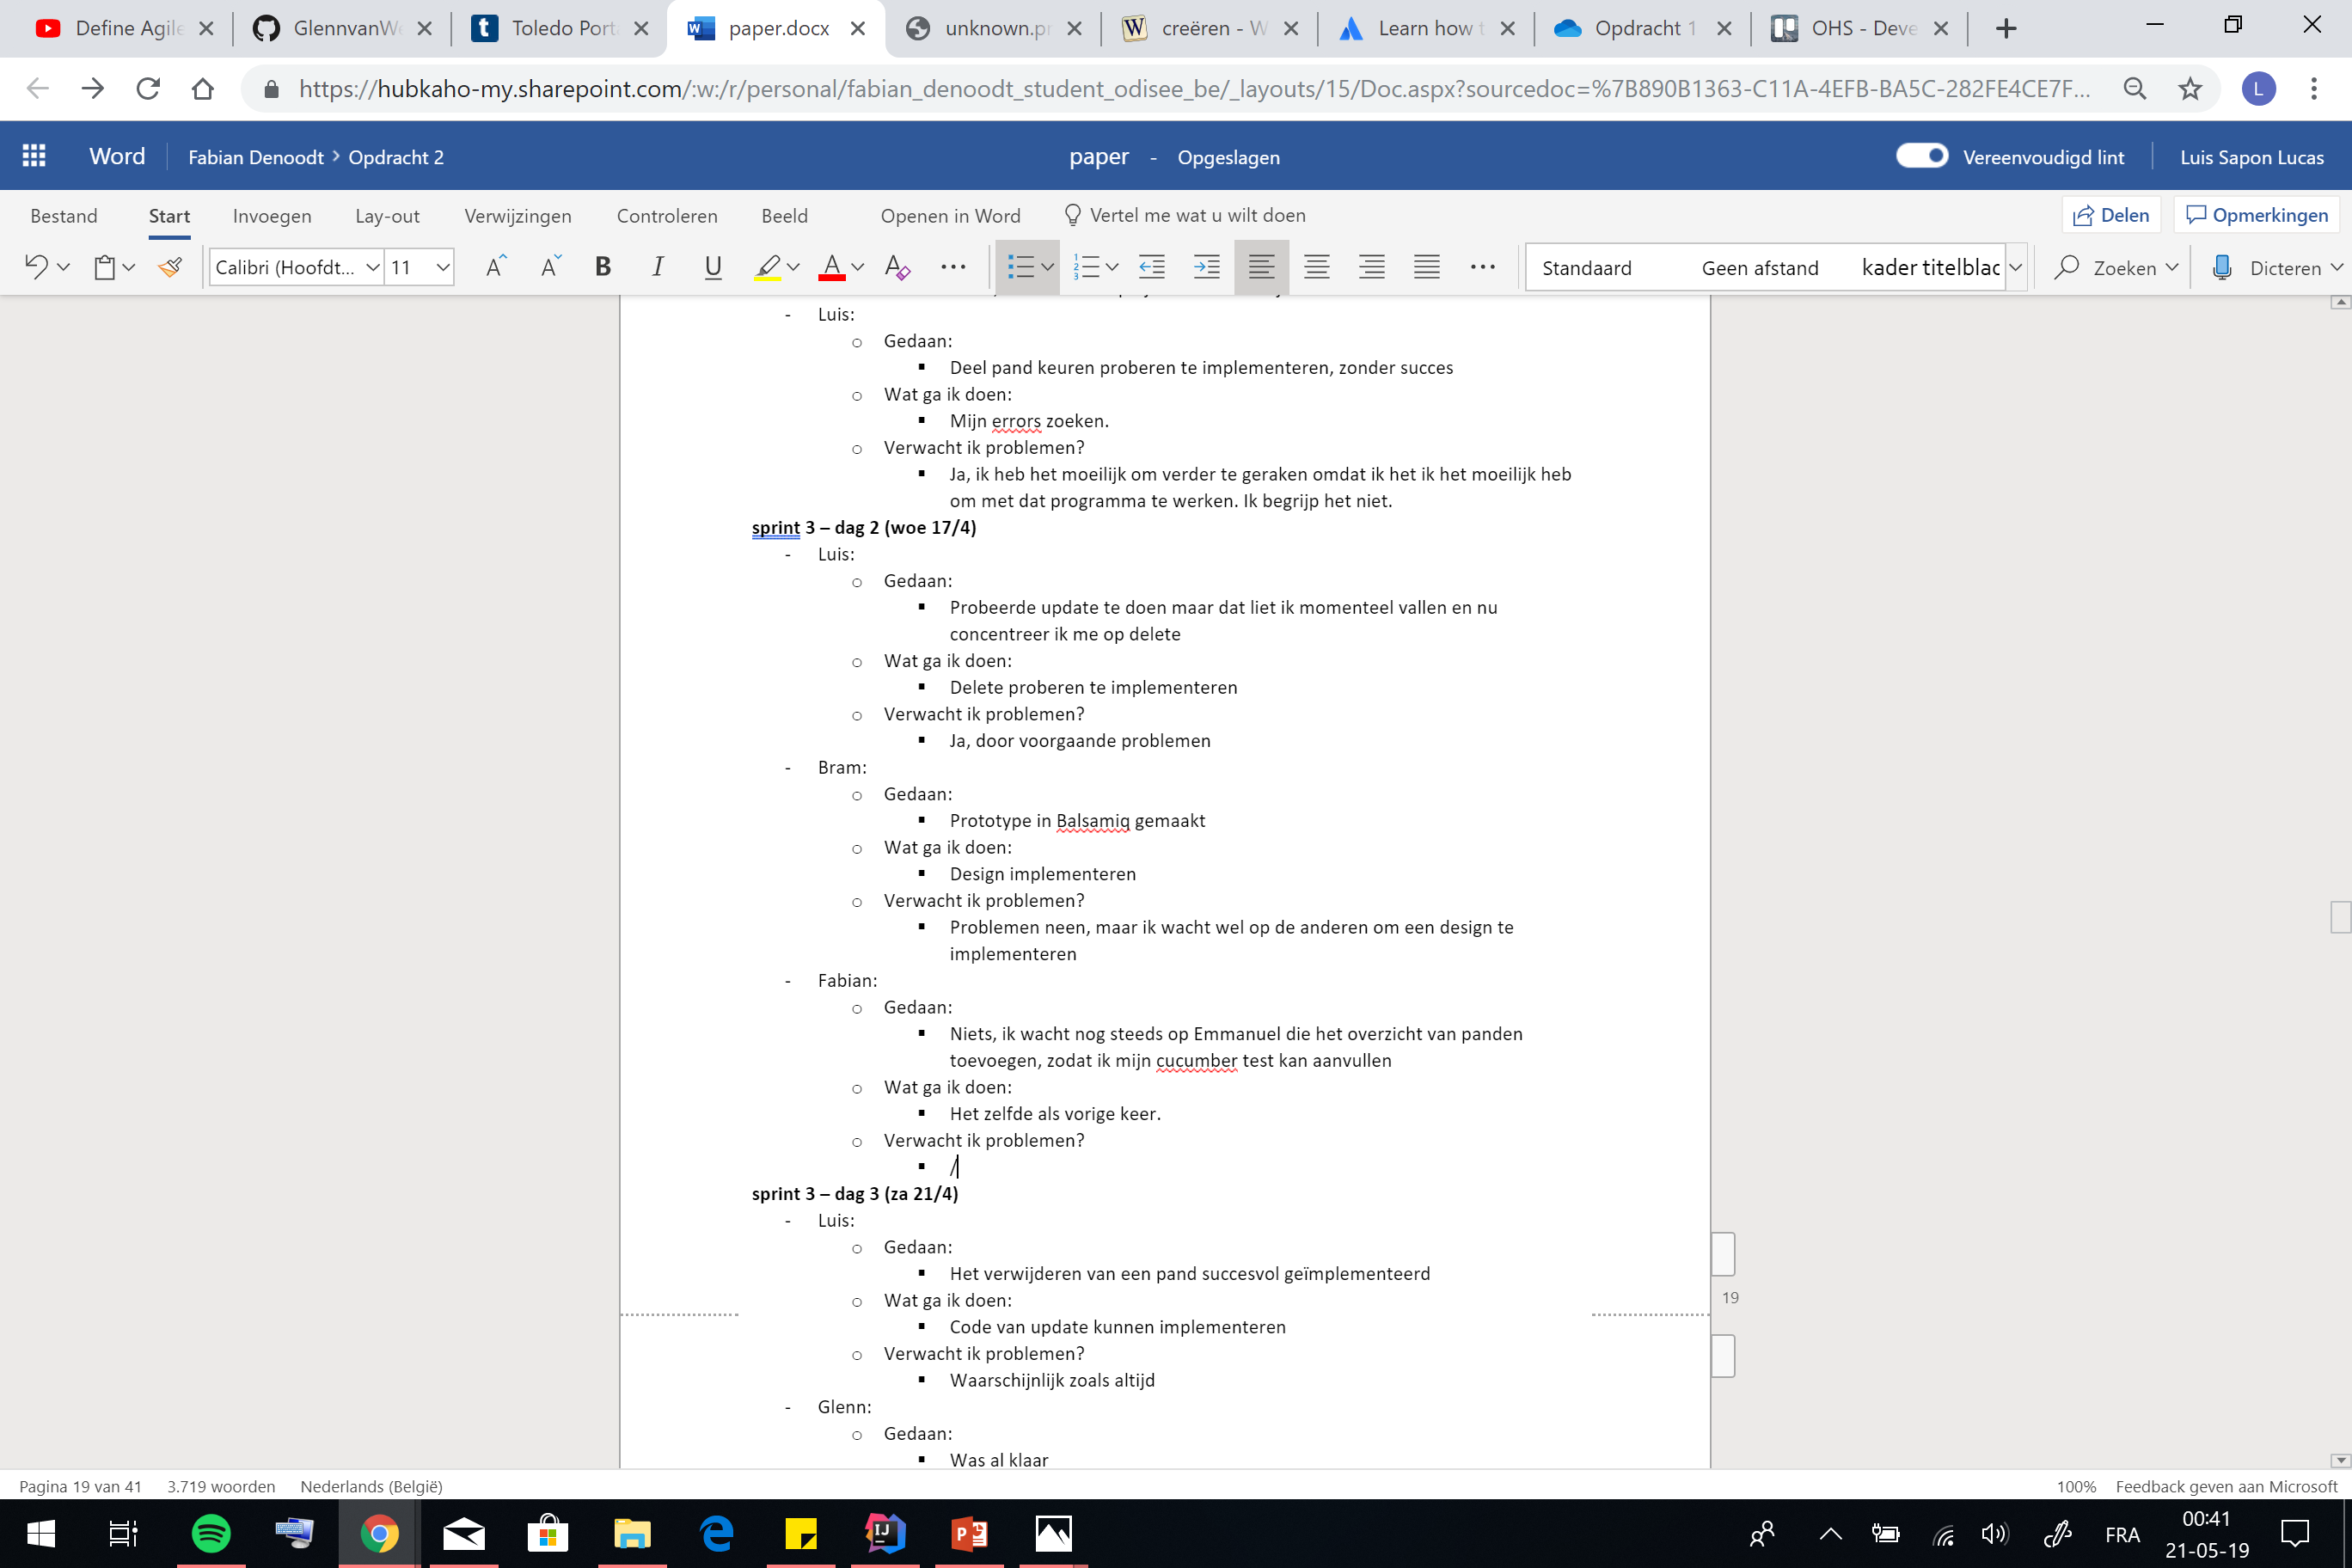 Define Agile
GlennvanWe
Toledo Porta
paper.docx
unknown.pr
creëren - W
Learn how t
Opdracht 1
OHS - Deve
https://hubkaho-my.sharepoint.com/:w:/r/personal/fabian_denoodt_student_odisee_be/_layouts/15/Doc.aspx?sourcedoc=%7B890B1363-C11A-4EFB-BA5C-282FE4CE7F...
L
Word
Fabian Denoodt > Opdracht 2
paper - Opgeslagen
Vereenvoudigd lint
Luis Sapon Lucas
Bestand
Start
Invoegen
Lay-out
Verwijzingen
Controleren
Beeld
Openen in Word
Vertel me wat u wilt doen
Delen
Opmerkingen
Calibri (Hoofdt...
11
Standaard
Geen afstand
kader titelblac
Zoeken
Dicteren
- Luis:
o Gedaan:
▪ Deel pand keuren proberen te implementeren, zonder succes
o Wat ga ik doen:
▪ Mijn errors zoeken.
o Verwacht ik problemen?
▪ Ja, ik heb het moeilijk om verder te geraken omdat ik het ik het moeilijk heb
om met dat programma te werken. Ik begrijp het niet.
sprint 3 – dag 2 (woe 17/4)
- Luis:
o Gedaan:
▪ Probeerde update te doen maar dat liet ik momenteel vallen en nu
concentreer ik me op delete
o Wat ga ik doen:
▪ Delete proberen te implementeren
o Verwacht ik problemen?
▪ Ja, door voorgaande problemen
- Bram:
o Gedaan:
▪ Prototype in Balsamiq gemaakt
o Wat ga ik doen:
▪ Design implementeren
o Verwacht ik problemen?
▪ Problemen neen, maar ik wacht wel op de anderen om een design te
implementeren
- Fabian:
o Gedaan:
▪ Niets, ik wacht nog steeds op Emmanuel die het overzicht van panden
toevoegen, zodat ik mijn cucumber test kan aanvullen
o Wat ga ik doen:
▪ Het zelfde als vorige keer.
o Verwacht ik problemen?
▪ /
sprint 3 – dag 3 (za 21/4)
- Luis:
o Gedaan:
▪ Het verwijderen van een pand succesvol geïmplementeerd
o Wat ga ik doen:
▪ Code van update kunnen implementeren
o Verwacht ik problemen?
▪ Waarschijnlijk zoals altijd
- Glenn:
o Gedaan:
▪ Was al klaar
19
Pagina 19 van 41
3.719 woorden
Nederlands (België)
100%
Feedback geven aan Microsoft
FRA
00:41
21-05-19